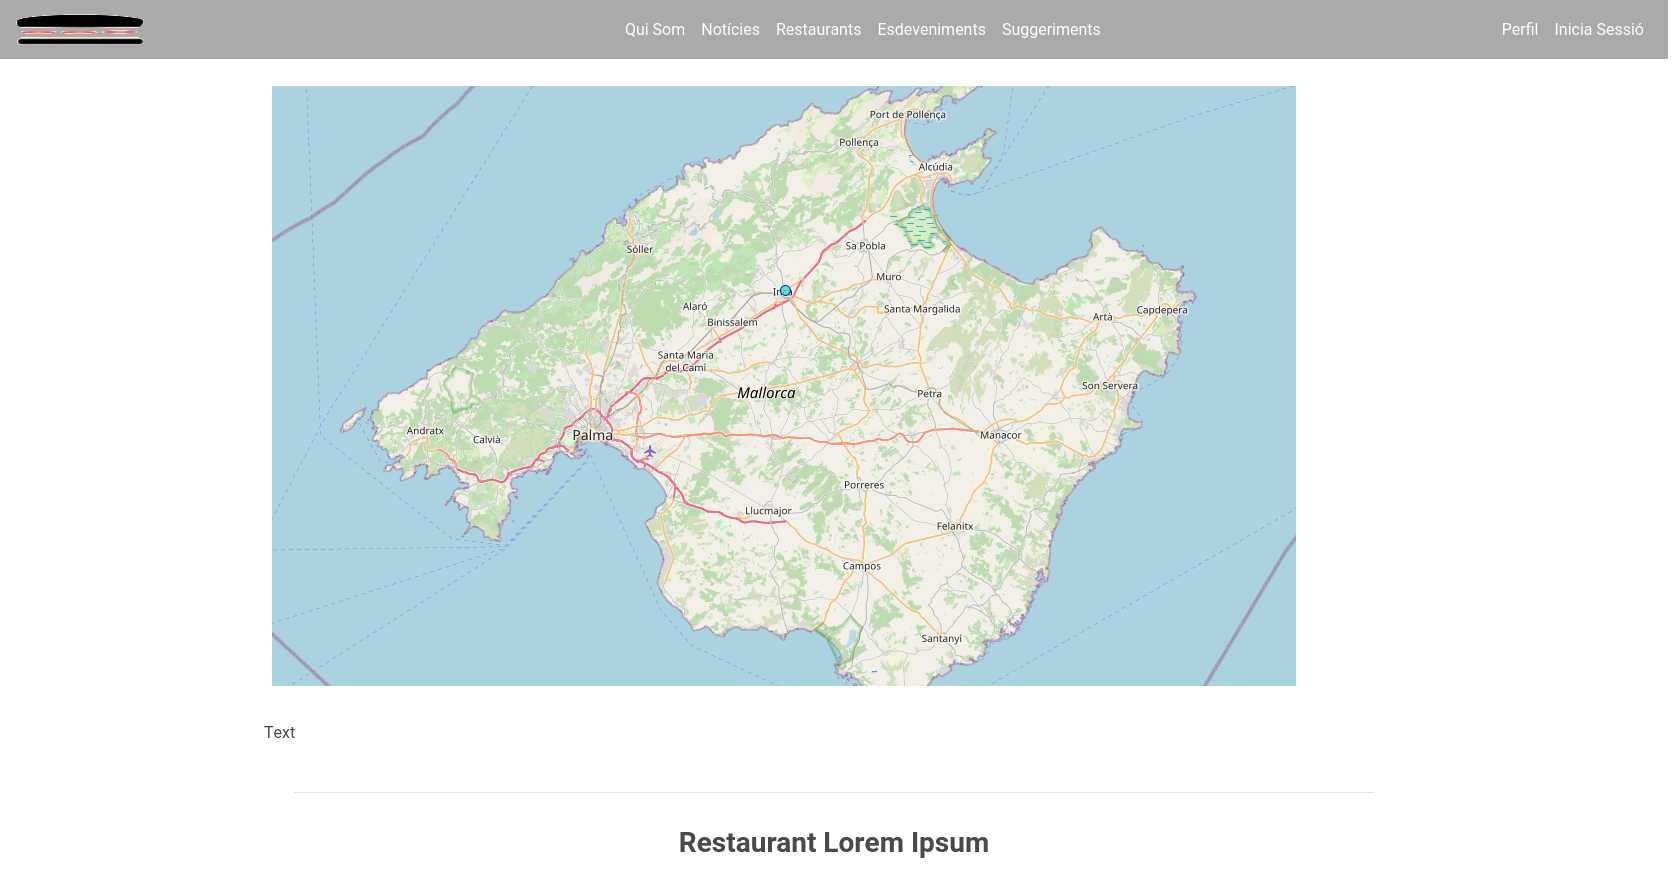 Qui Som Notícies Restaurants Esdeveniments Suggeriments Perfil Inicia Sessió
Port de Pollença
Pollença
Alcúdia
Sóller
Sa Pobla
Muro
Alaró
Santa Margalida
Capdepera
Artà
Binissalem
Santa Maria
del Camí
Son Servera
Mallorca
Petra
Andratx
Calvià
Palma
Manacor
Porreres
Llucmajor
Felanitx
Campos
Santanyí
Text
Restaurant Lorem Ipsum